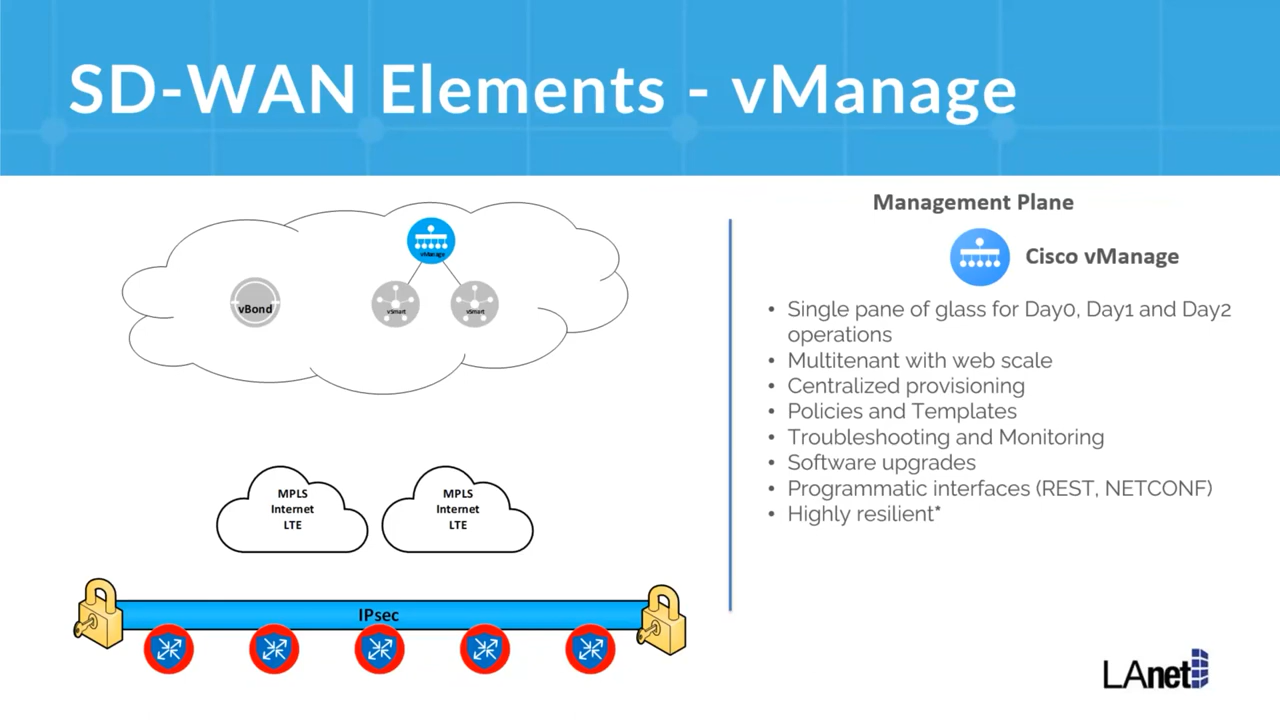 SD-WAN Elements - vManage
vManage
vBond
vSmart
vSmart
MPLS
Internet
LTE
MPLS
Internet
LTE
IPsec
Management Plane
Cisco vManage
• Single pane of glass for Day0, Day1 and Day2
operations
• Multitenant with web scale
• Centralized provisioning
• Policies and Templates
• Troubleshooting and Monitoring
• Software upgrades
• Programmatic interfaces (REST, NETCONF)
• Highly resilient*
LAnet